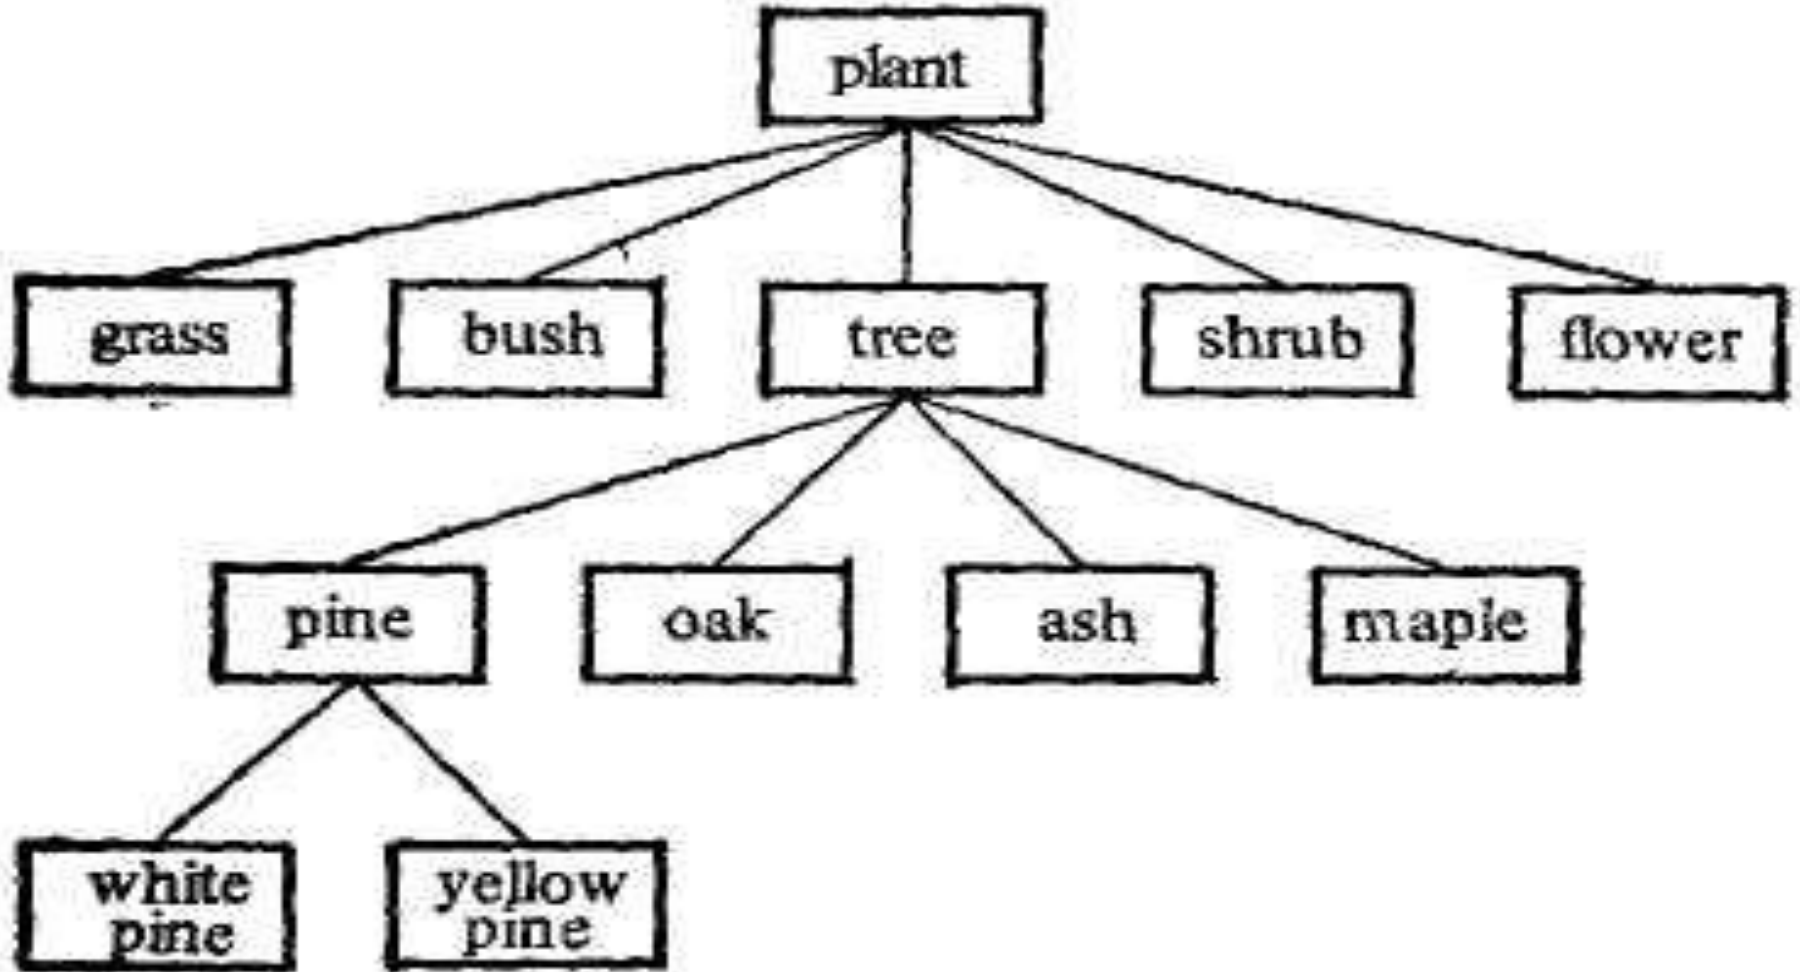 plant
grass
bush
tree
shrub
flower
pine
oak
ash
maple
white
pine
yellow
pine